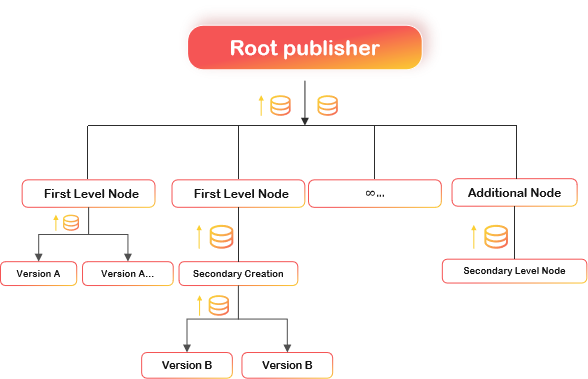 Root publisher
First Level Node
First Level Node
∞...
Additional Node
Version A
Version A...
Secondary Creation
Secondary Level Node
Version B
Version B